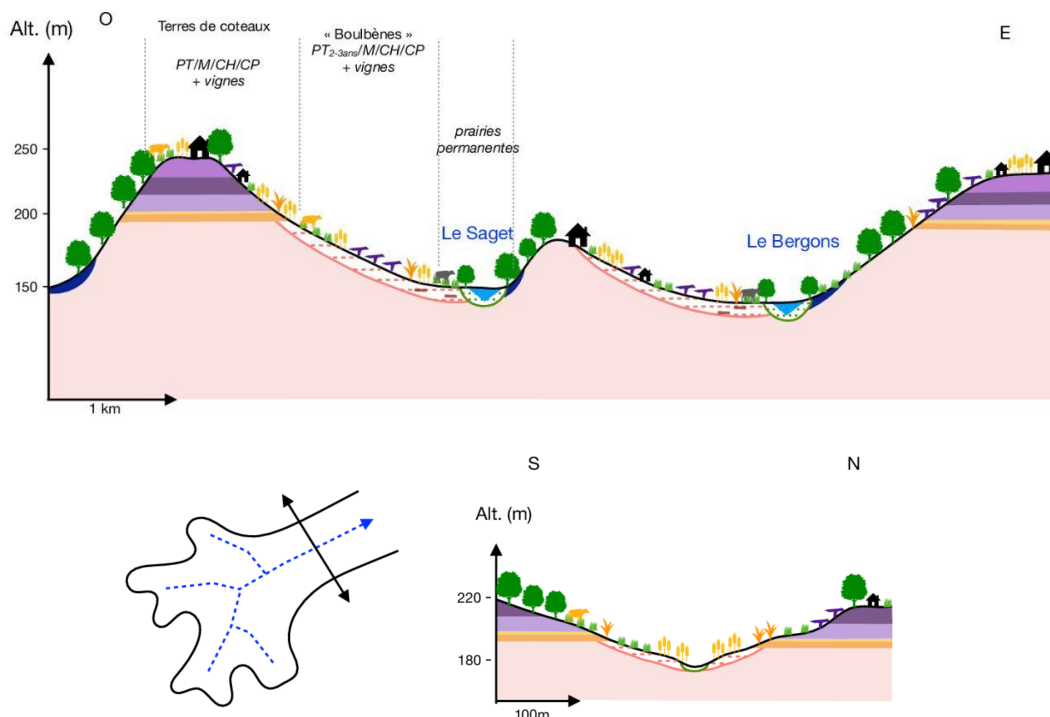 O
Alt. (m)
Terres de coteaux
PT/M/CH/CP
+ vignes
« Boulbènes »
PT2-3ans/M/CH/CP
+ vignes
prairies
permanentes
E
250
200
150
Le Saget
Le Bergons
1 km
S
N
Alt. (m)
220
180
100m